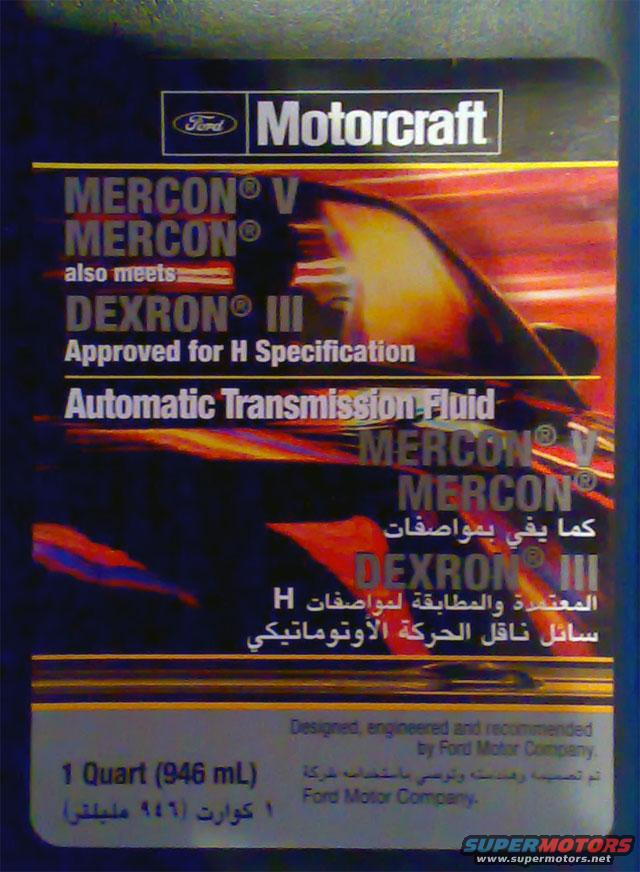 Ford Motorcraft
MERCON® V
MERCON®
also meets
DEXRON® III
Approved for H Specification
Automatic Transmission Fluid
MERCON® V
MERCON®
كما يفي بمواصفات
DEXRON® III
المعتمدة والمطابقة لمواصفات H
سائل ناقل الحركة الأوتوماتيكي
Designed, engineered and recommended
by Ford Motor Company.
1 Quart (946 mL)
تم تصميمه وهندسته وتوصي باستخدامه شركة
Ford Motor Company.
١ كوارت (٩٤٦ مليلتر)
SUPERMOTORS
www.supermotors.net